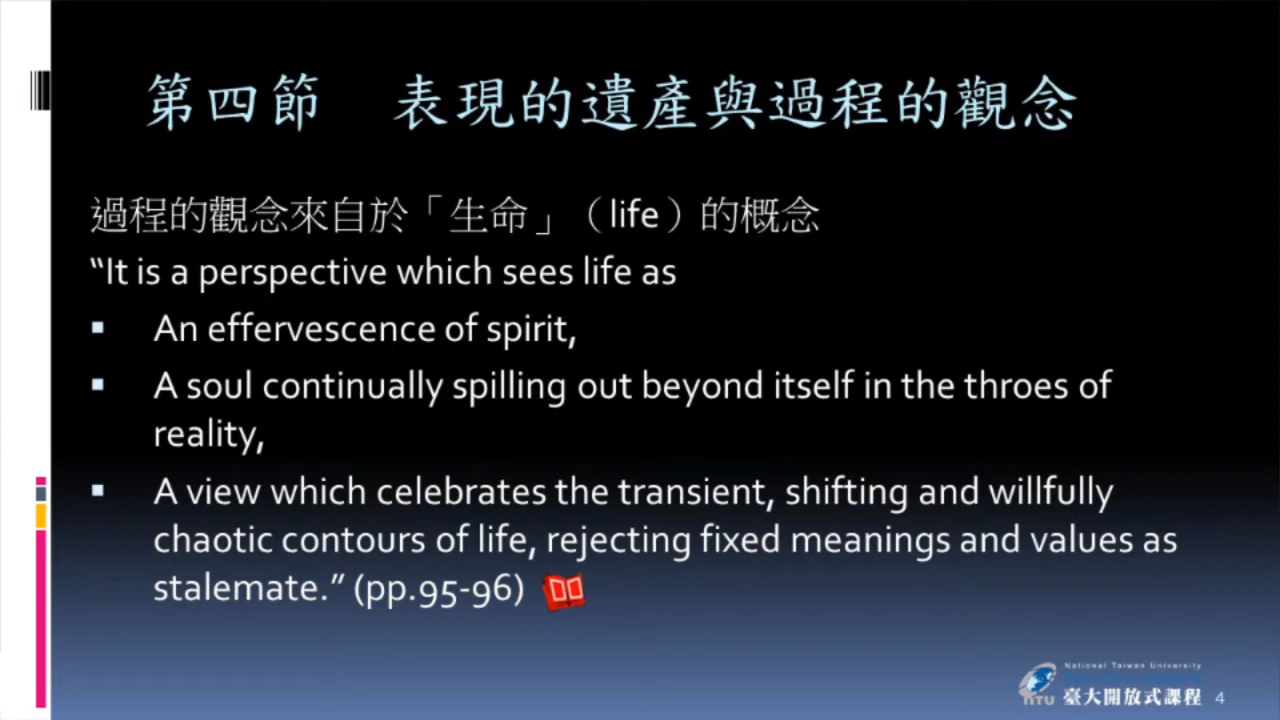 第四節　表現的遺產與過程的觀念
過程的觀念來自於「生命」（life）的概念
“It is a perspective which sees life as
▪ An effervescence of spirit,
▪ A soul continually spilling out beyond itself in the throes of
reality,
▪ A view which celebrates the transient, shifting and willfully
chaotic contours of life, rejecting fixed meanings and values as
stalemate.” (pp.95-96)
National Taiwan University
NTU 臺大開放式課程 4